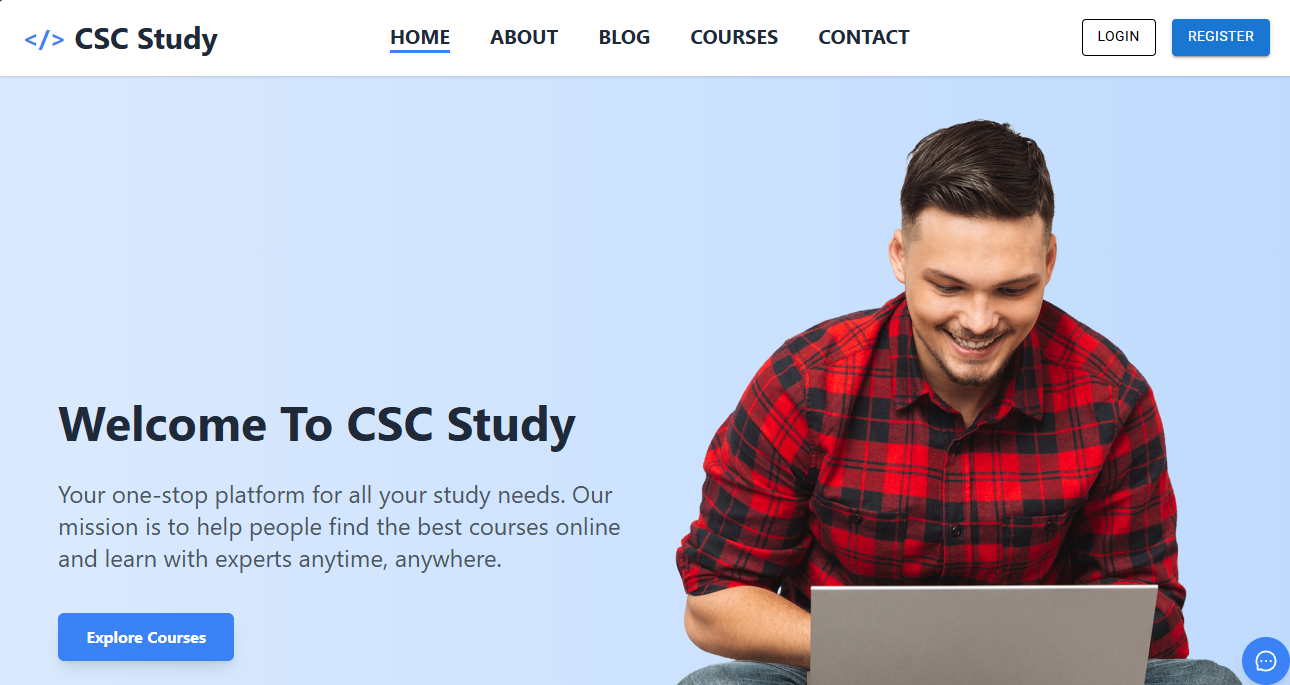 </> CSC Study
HOME ABOUT BLOG COURSES CONTACT
LOGIN REGISTER
Welcome To CSC Study
Your one-stop platform for all your study needs. Our
mission is to help people find the best courses online
and learn with experts anytime, anywhere.
Explore Courses